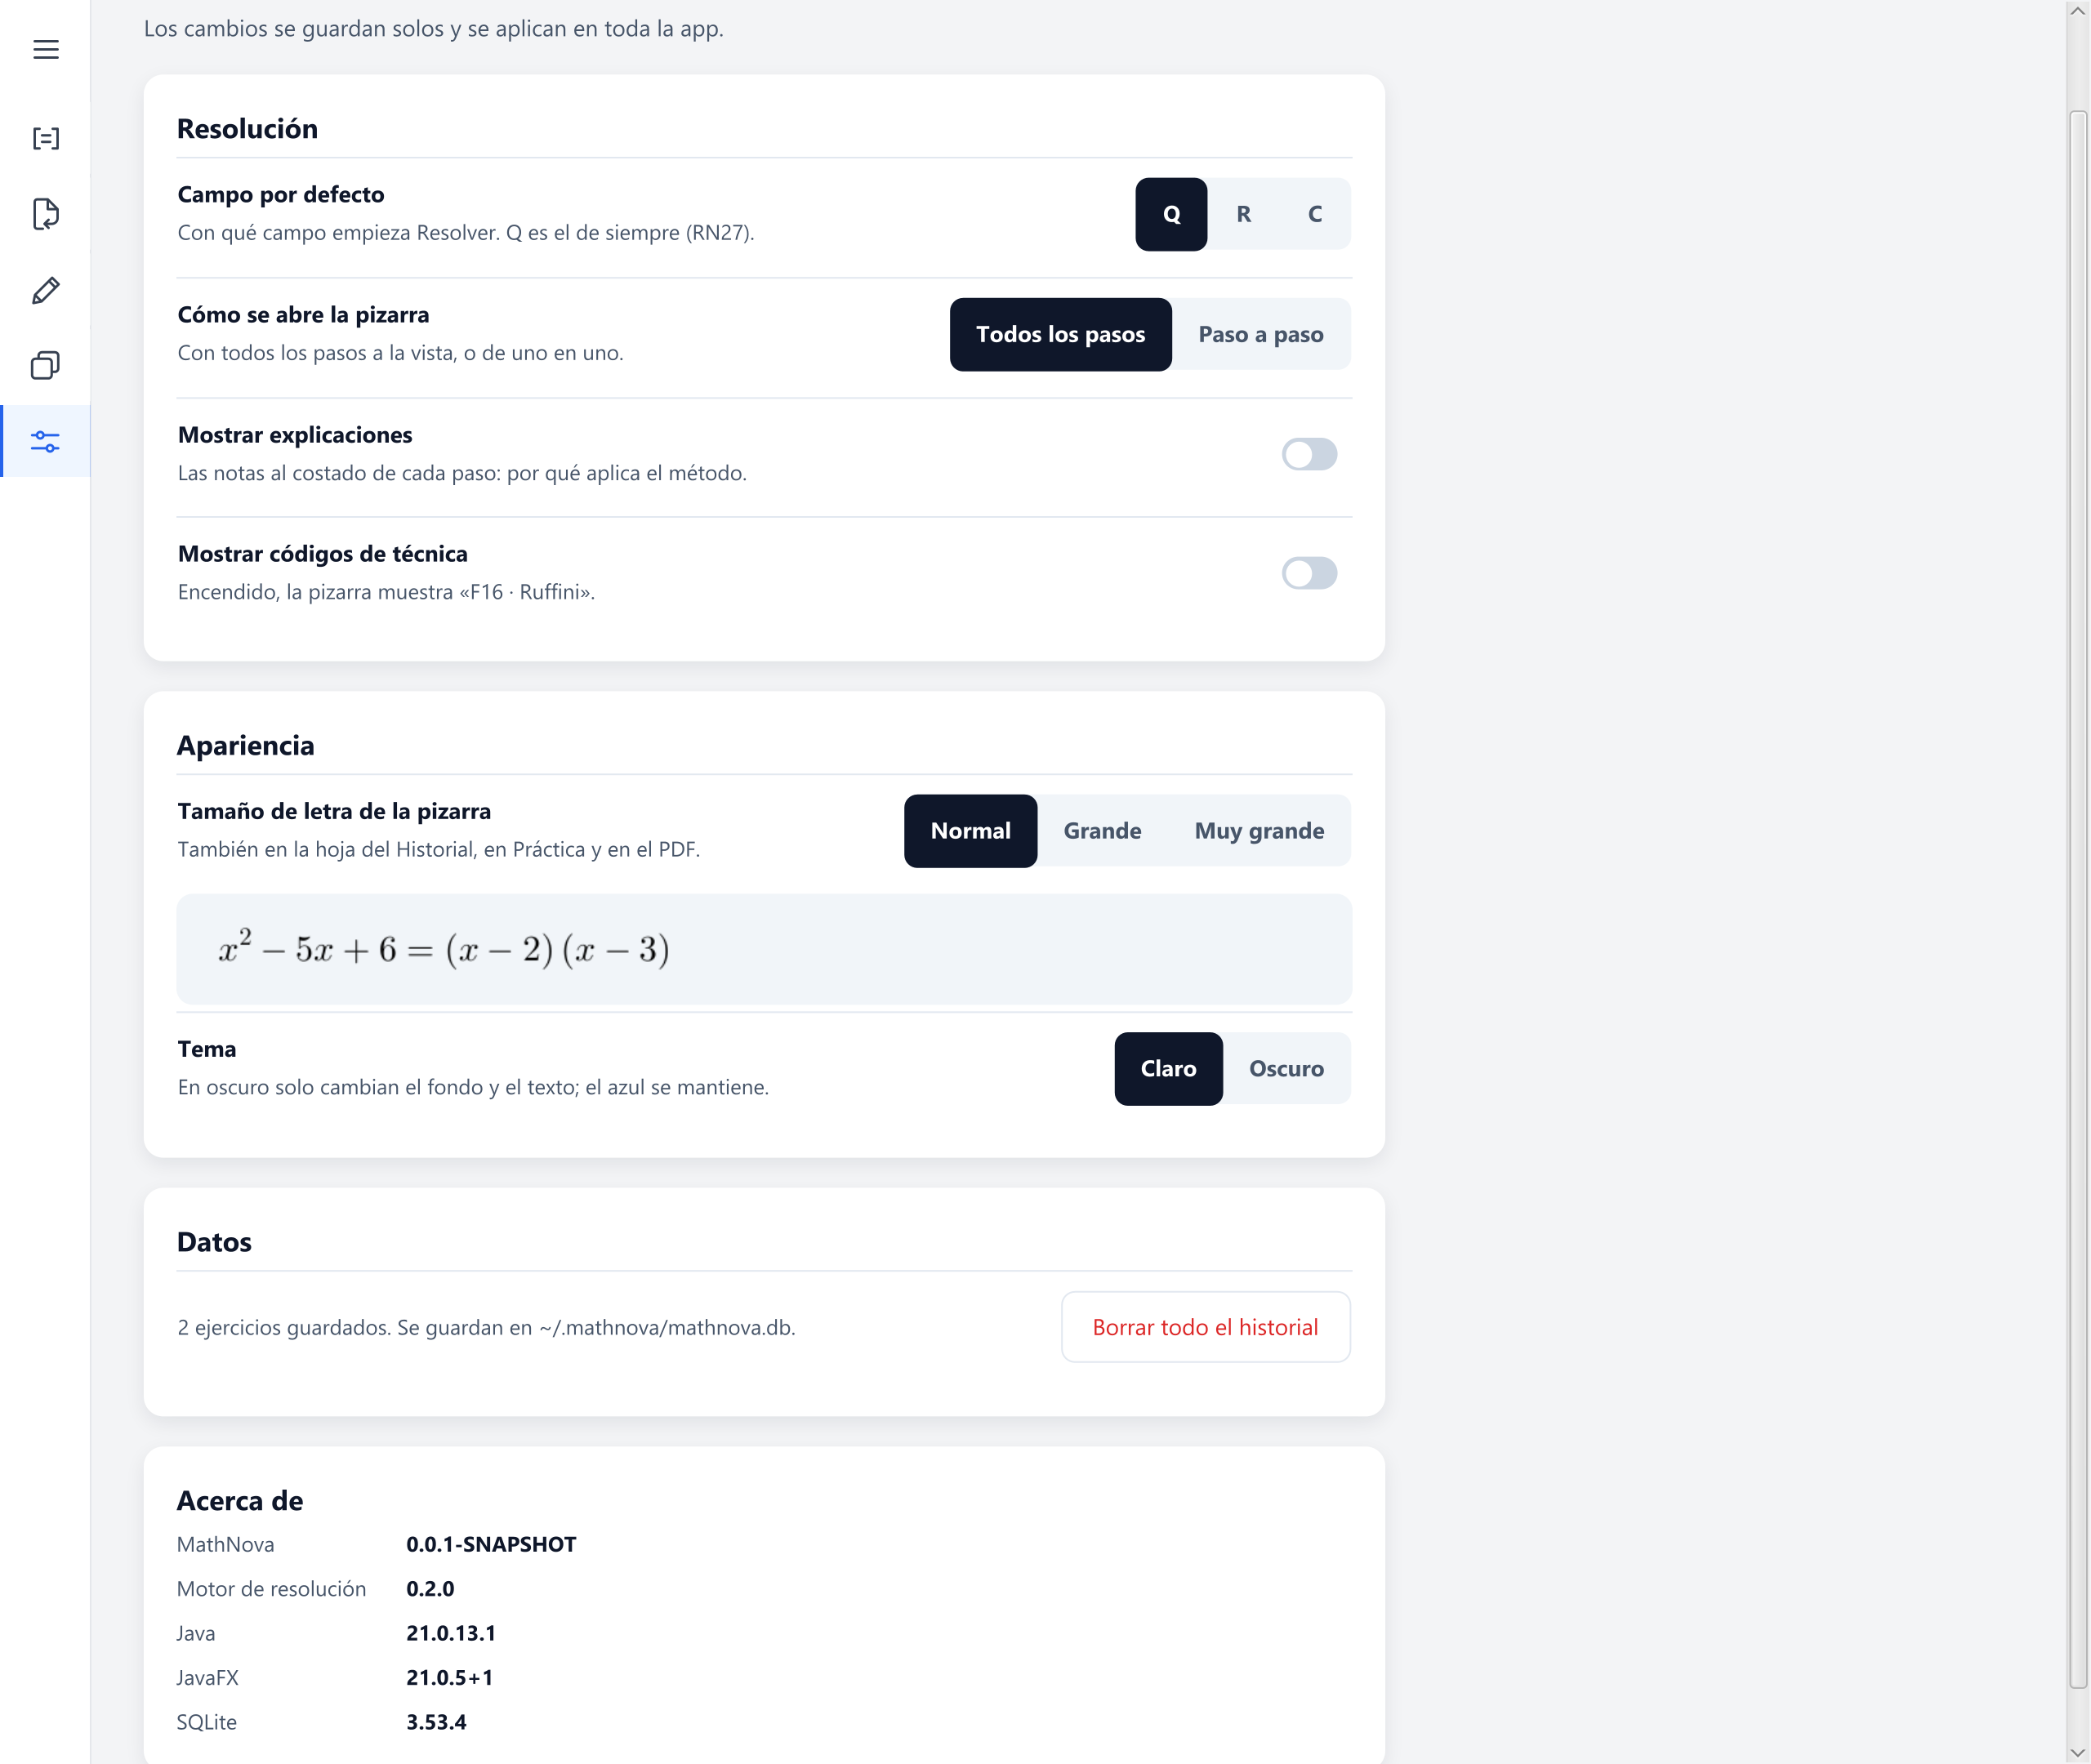 Los cambios se guardan solos y se aplican en toda la app.
Resolución
Campo por defecto
Con qué campo empieza Resolver. Q es el de siempre (RN27).
Q R C
Cómo se abre la pizarra
Con todos los pasos a la vista, o de uno en uno.
Todos los pasos Paso a paso
Mostrar explicaciones
Las notas al costado de cada paso: por qué aplica el método.
Mostrar códigos de técnica
Encendido, la pizarra muestra «F16 · Ruffini».
Apariencia
Tamaño de letra de la pizarra
También en la hoja del Historial, en Práctica y en el PDF.
Normal Grande Muy grande
x² − 5x + 6 = (x − 2) (x − 3)
Tema
En oscuro solo cambian el fondo y el texto; el azul se mantiene.
Claro Oscuro
Datos
2 ejercicios guardados. Se guardan en ~/.mathnova/mathnova.db.
Borrar todo el historial
Acerca de
MathNova 0.0.1-SNAPSHOT
Motor de resolución 0.2.0
Java 21.0.13.1
JavaFX 21.0.5+1
SQLite 3.53.4